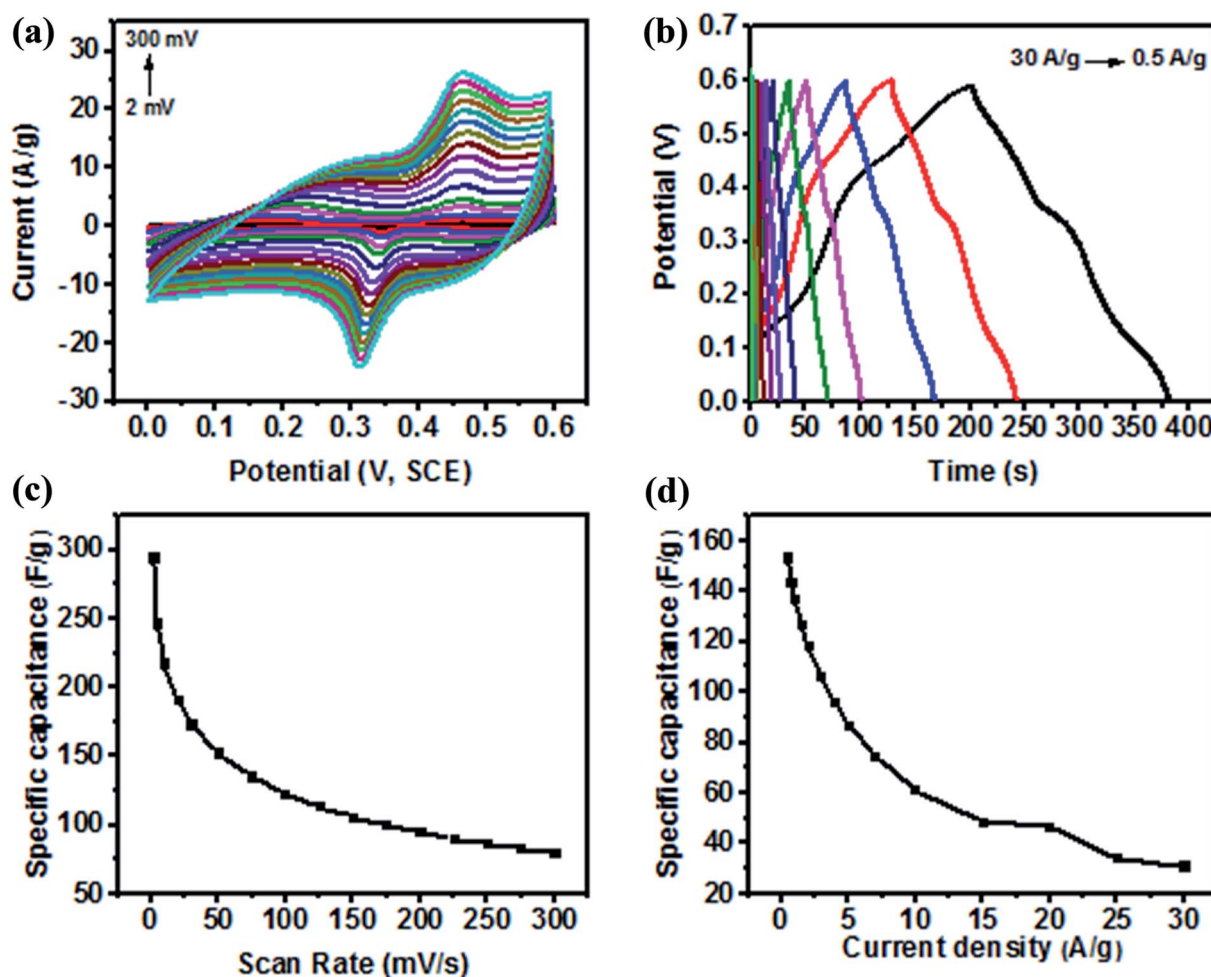 (a)
300 mV
2 mV
Current (A/g)
30
20
10
0
-10
-20
-30
0.0 0.1 0.2 0.3 0.4 0.5 0.6
Potential (V, SCE)
(b)
30 A/g 0.5 A/g
Potential (V)
0.7
0.6
0.5
0.4
0.3
0.2
0.1
0.0
0 50 100 150 200 250 300 350 400
Time (s)
(c)
Specific capacitance (F/g)
300
250
200
150
100
50
0 50 100 150 200 250 300
Scan Rate (mV/s)
(d)
Specific capacitance (F/g)
160
140
120
100
80
60
40
20
0 5 10 15 20 25 30
Current density (A/g)